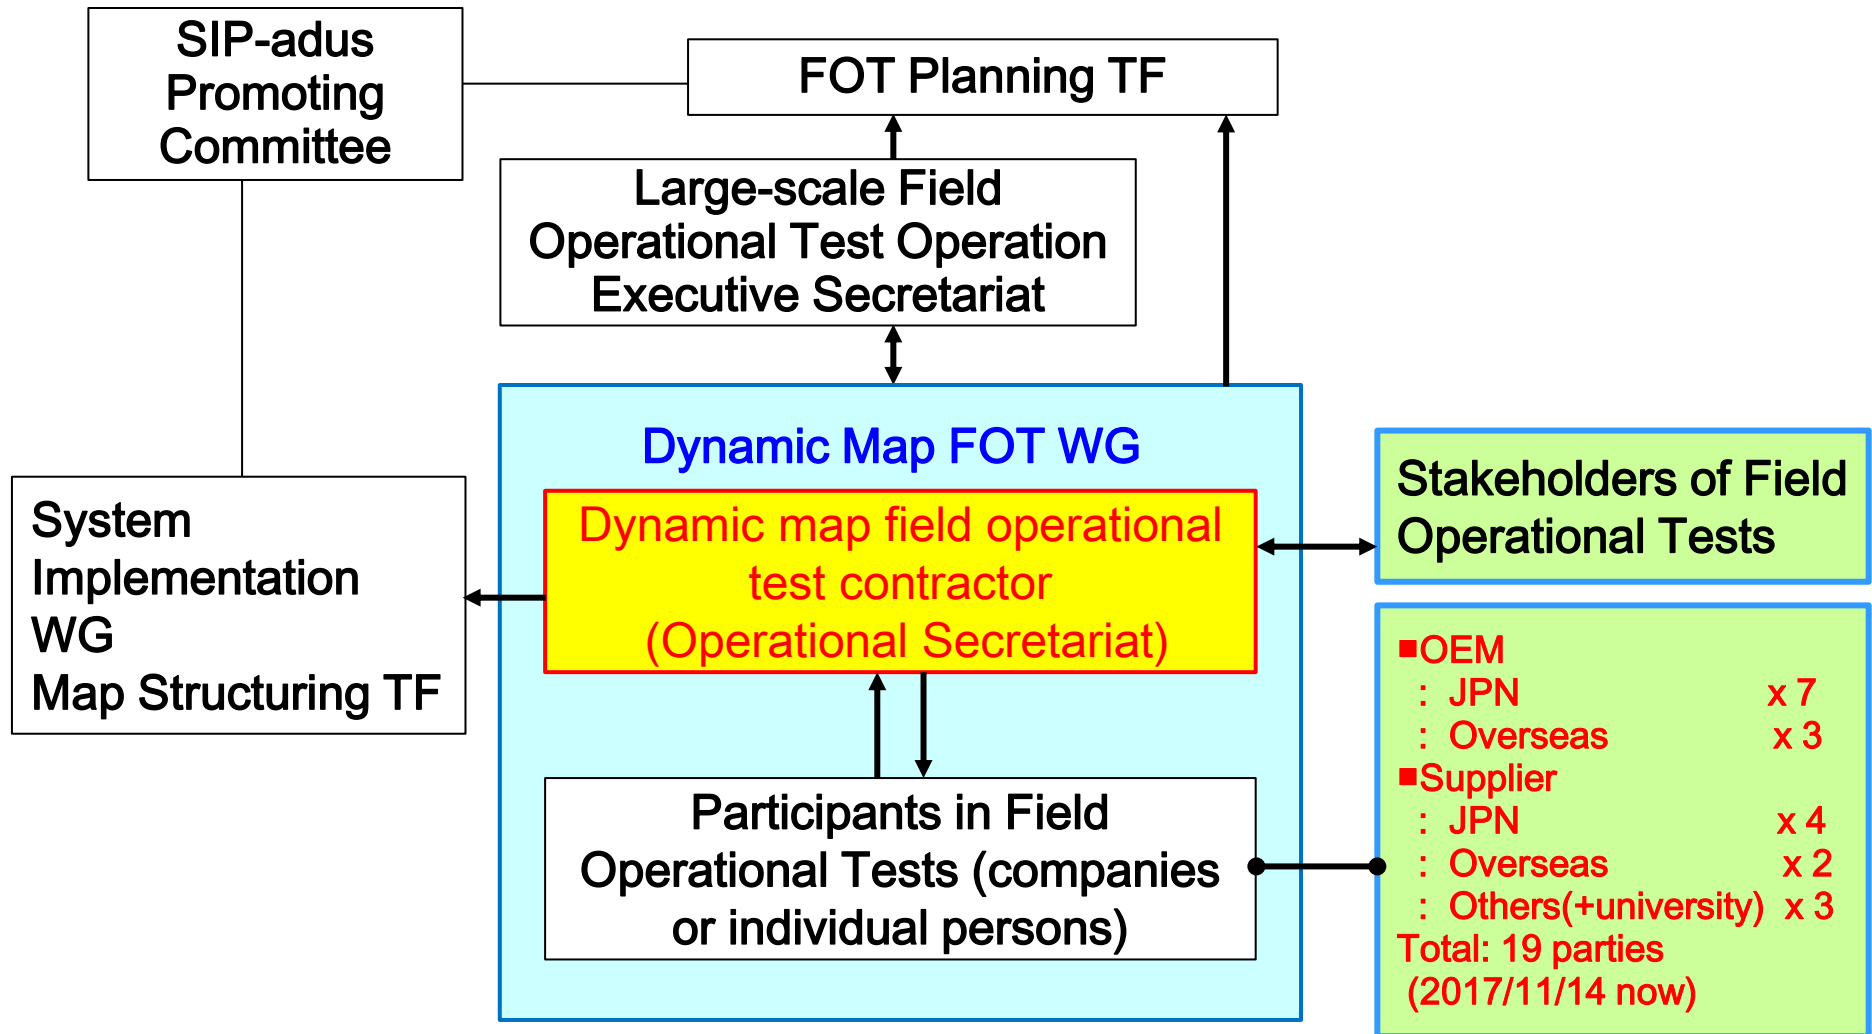 SIP-adus
Promoting
Committee
FOT Planning TF
Large-scale Field
Operational Test Operation
Executive Secretariat
Dynamic Map FOT WG
Dynamic map field operational
test contractor
(Operational Secretariat)
System
Implementation
WG
Map Structuring TF
Participants in Field
Operational Tests (companies
or individual persons)
Stakeholders of Field
Operational Tests
■OEM
: JPN x 7
: Overseas x 3
■Supplier
: JPN x 4
: Overseas x 2
: Others(+university) x 3
Total: 19 parties
(2017/11/14 now)